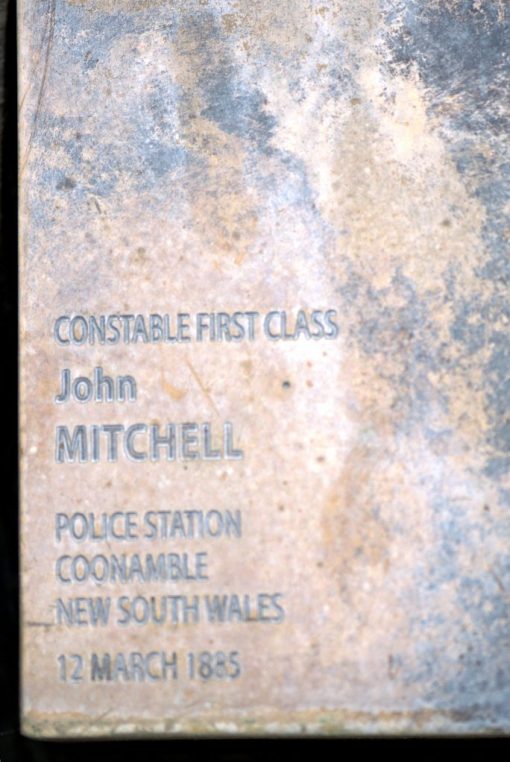 CONSTABLE FIRST CLASS
John
MITCHELL
POLICE STATION
COONAMBLE
NEW SOUTH WALES
12 MARCH 1885